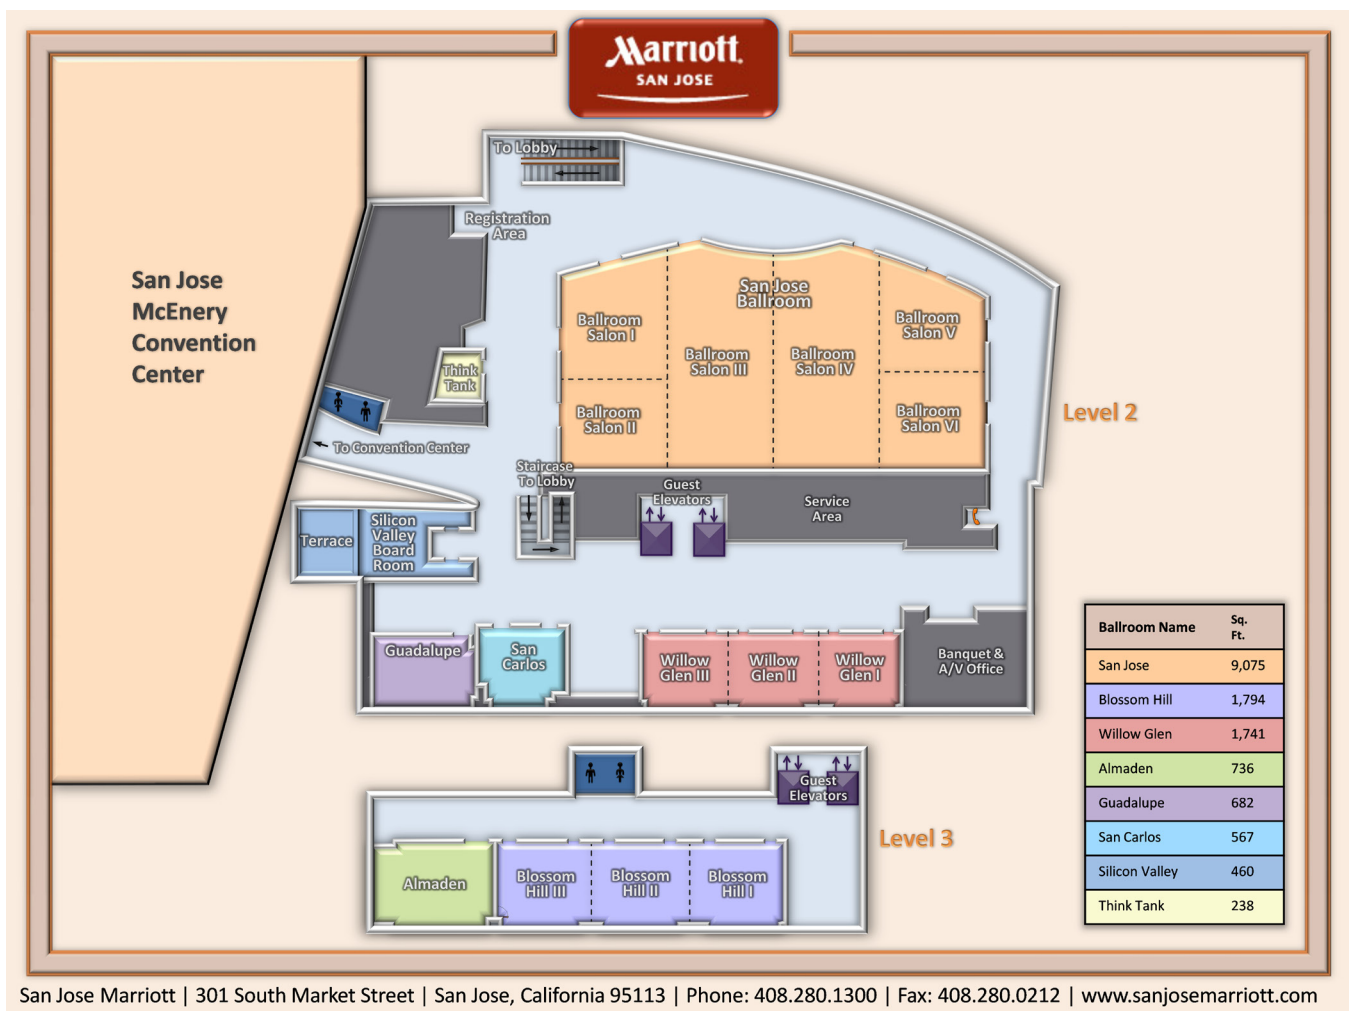 Marriott.
SAN JOSE
To Lobby
Registration
Area
San Jose
McEnery
Convention
Center
San Jose
Ballroom
Ballroom
Salon I
Ballroom
Salon III
Ballroom
Salon IV
Ballroom
Salon V
Think
Tank
Ballroom
Salon II
Ballroom
Salon VI
Level 2
To Convention Center
Staircase
To Lobby
Guest
Elevators
Service
Area
Terrace
Silicon
Valley
Board
Room
Guadalupe
San
Carlos
Willow
Glen III
Willow
Glen II
Willow
Glen I
Banquet &
A/V Office
Ballroom Name Sq.
Ft.
San Jose 9,075
Blossom Hill 1,794
Willow Glen 1,741
Almaden 736
Guadalupe 682
San Carlos 567
Silicon Valley 460
Think Tank 238
Guest
Elevators
Level 3
Almaden
Blossom
Hill III
Blossom
Hill II
Blossom
Hill I
San Jose Marriott | 301 South Market Street | San Jose, California 95113 | Phone: 408.280.1300 | Fax: 408.280.0212 | www.sanjosemarriott.com